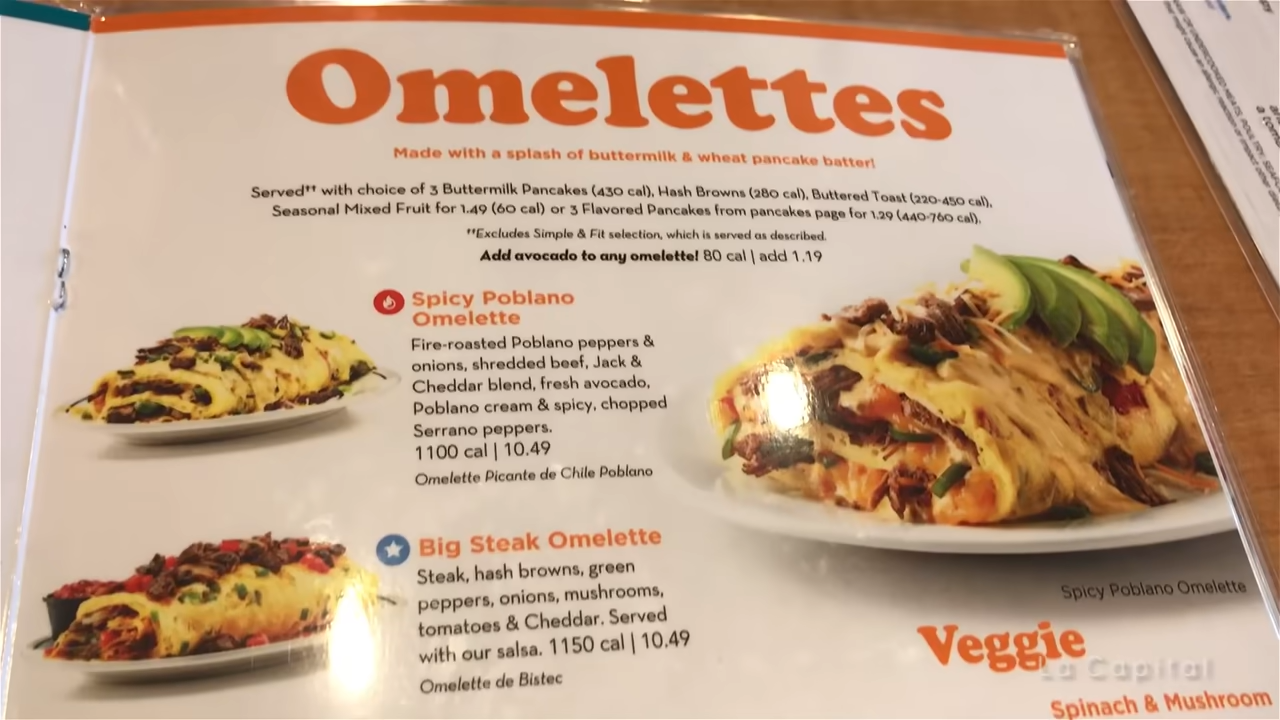 Omelettes
Made with a splash of buttermilk & wheat pancake batter!
Served†† with choice of 3 Buttermilk Pancakes (430 cal), Hash Browns (280 cal), Buttered Toast (220-450 cal),
Seasonal Mixed Fruit for 1.49 (60 cal) or 3 Flavored Pancakes from pancakes page for 1.29 (440-760 cal).
††Excludes Simple & Fit selection, which is served as described.
Add avocado to any omelette! 80 cal | add 1.19
Spicy Poblano
Omelette
Fire-roasted Poblano peppers &
onions, shredded beef, Jack &
Cheddar blend, fresh avocado,
Poblano cream & spicy, chopped
Serrano peppers.
1100 cal | 10.49
Omelette Picante de Chile Poblano
Big Steak Omelette
Steak, hash browns, green
peppers, onions, mushrooms,
tomatoes & Cheddar. Served
with our salsa. 1150 cal | 10.49
Omelette de Bistec
Spicy Poblano Omelette
Veggie
La Capital
Spinach & Mushroom